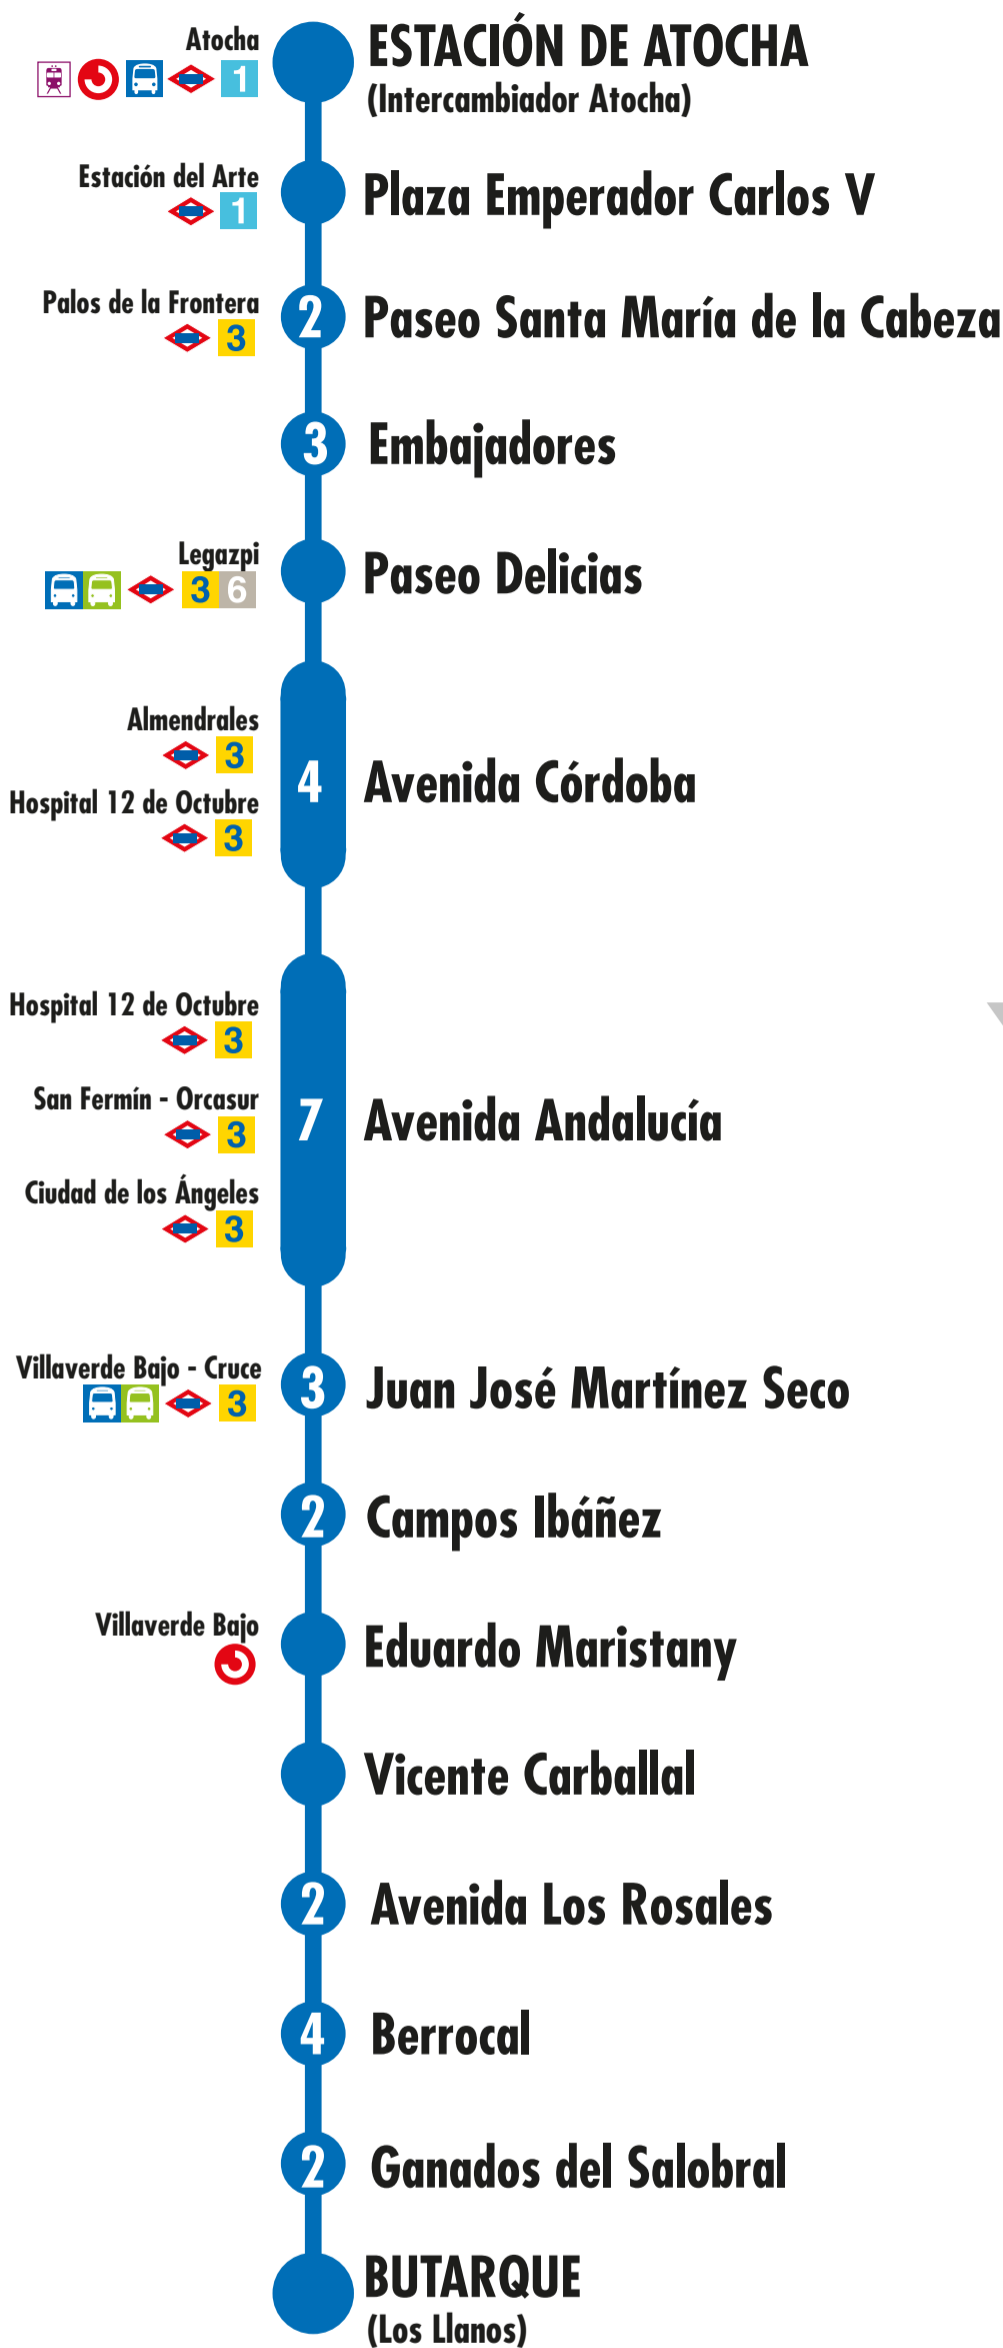 Atocha
1
ESTACIÓN DE ATOCHA
(Intercambiador Atocha)
Estación del Arte
1
Plaza Emperador Carlos V
Palos de la Frontera
3
2
Paseo Santa María de la Cabeza
3
Embajadores
Legazpi
3 6
Paseo Delicias
Almendrales
3
Hospital 12 de Octubre
3
4
Avenida Córdoba
Hospital 12 de Octubre
3
San Fermín - Orcasur
3
Ciudad de los Ángeles
3
7
Avenida Andalucía
Villaverde Bajo - Cruce
3
3
Juan José Martínez Seco
2
Campos Ibáñez
Villaverde Bajo
Eduardo Maristany
Vicente Carballal
2
Avenida Los Rosales
4
Berrocal
2
Ganados del Salobral
BUTARQUE
(Los Llanos)